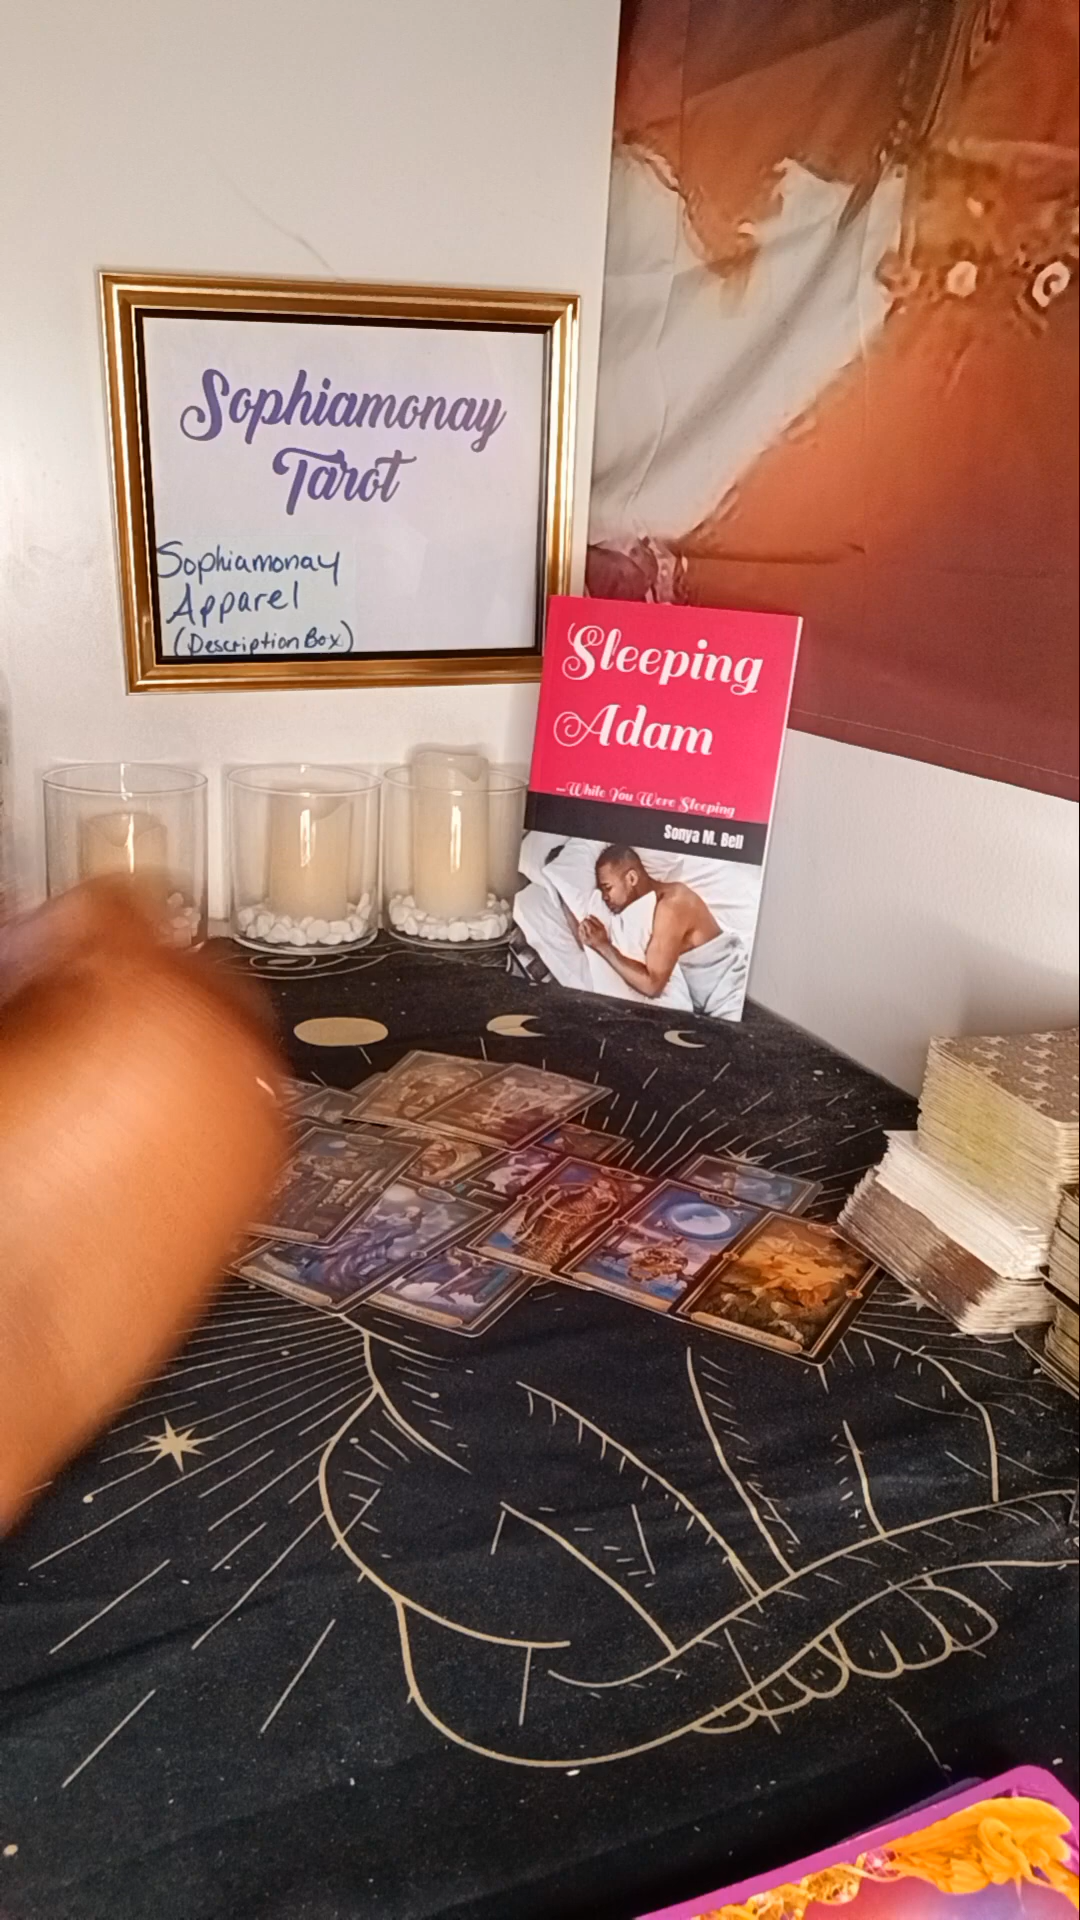 Sophiamonay
Tarot
Sophiamonay
Apparel
(Description Box)
Sleeping
Adam
...While You Were Sleeping
Sonya M. Bell